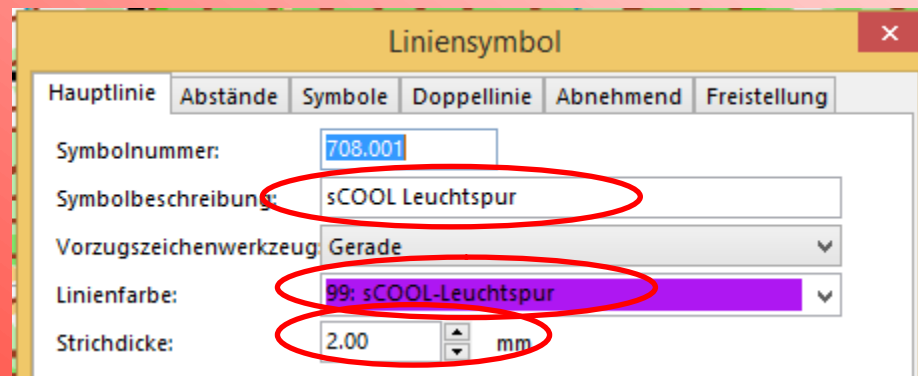 Liniensymbol
Hauptlinie Abstände Symbole Doppellinie Abnehmend Freistellung
Symbolnummer: 708.001
Symbolbeschreibung: sCOOL Leuchtspur
Vorzugszeichenwerkzeug: Gerade
Linienfarbe: 99: sCOOL-Leuchtspur
Strichdicke: 2.00 mm